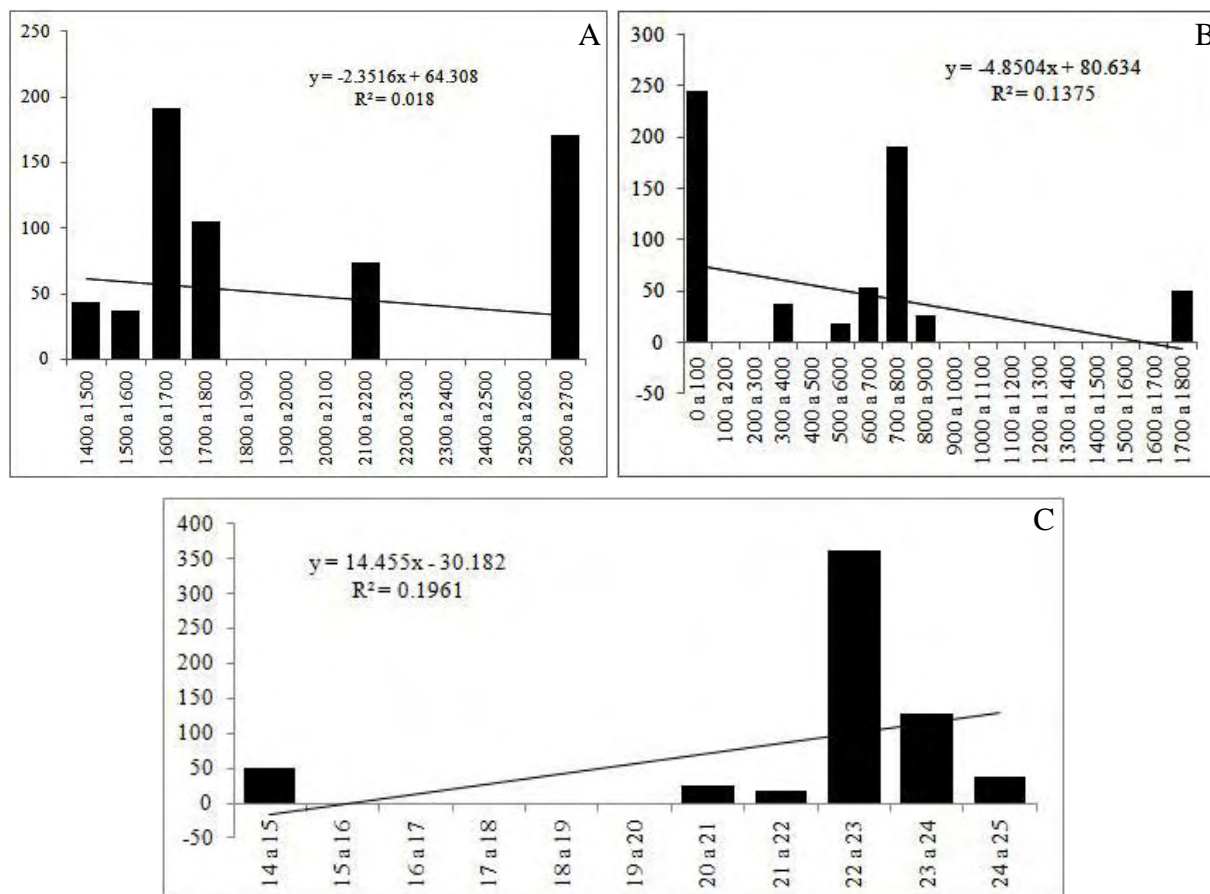 A
250
200
150
100
50
0
y = -2.3516x + 64.308
R² = 0.018
1400 a 1500
1500 a 1600
1600 a 1700
1700 a 1800
1800 a 1900
1900 a 2000
2000 a 2100
2100 a 2200
2200 a 2300
2300 a 2400
2400 a 2500
2500 a 2600
2600 a 2700
B
300
250
200
150
100
50
0
-50
y = -4.8504x + 80.634
R² = 0.1375
0 a 100
100 a 200
200 a 300
300 a 400
400 a 500
500 a 600
600 a 700
700 a 800
800 a 900
900 a 1000
1000 a 1100
1100 a 1200
1200 a 1300
1300 a 1400
1400 a 1500
1500 a 1600
1600 a 1700
1700 a 1800
C
400
350
300
250
200
150
100
50
0
-50
y = 14.455x - 30.182
R² = 0.1961
14 a 15
15 a 16
16 a 17
17 a 18
18 a 19
19 a 20
20 a 21
21 a 22
22 a 23
23 a 24
24 a 25